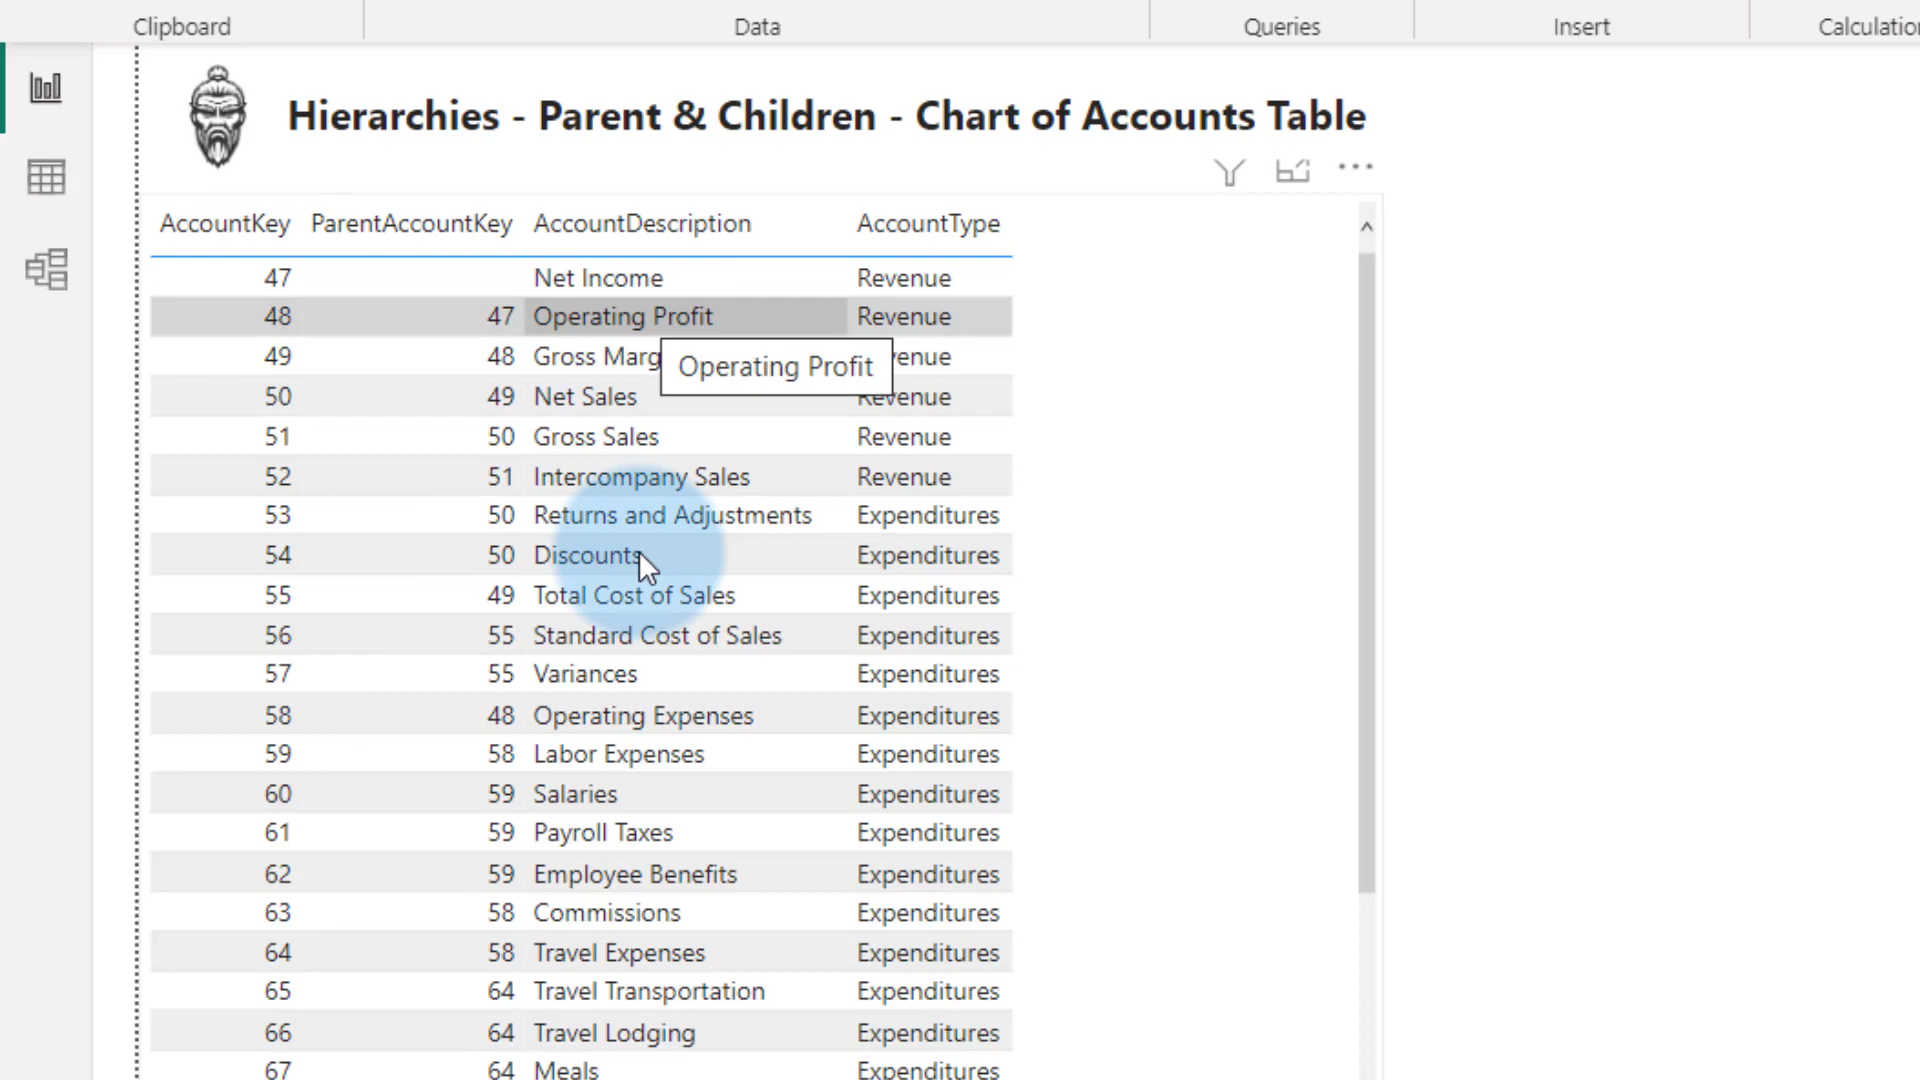 Clipboard Data Queries Insert Calculation
Hierarchies - Parent & Children - Chart of Accounts Table
AccountKey ParentAccountKey AccountDescription AccountType
47 Net Income Revenue
48 47 Operating Profit Revenue
49 48 Gross Marg venue
Operating Profit
50 49 Net Sales Revenue
51 50 Gross Sales Revenue
52 51 Intercompany Sales Revenue
53 50 Returns and Adjustments Expenditures
54 50 Discounts Expenditures
55 49 Total Cost of Sales Expenditures
56 55 Standard Cost of Sales Expenditures
57 55 Variances Expenditures
58 48 Operating Expenses Expenditures
59 58 Labor Expenses Expenditures
60 59 Salaries Expenditures
61 59 Payroll Taxes Expenditures
62 59 Employee Benefits Expenditures
63 58 Commissions Expenditures
64 58 Travel Expenses Expenditures
65 64 Travel Transportation Expenditures
66 64 Travel Lodging Expenditures
67 64 Meals Expenditures